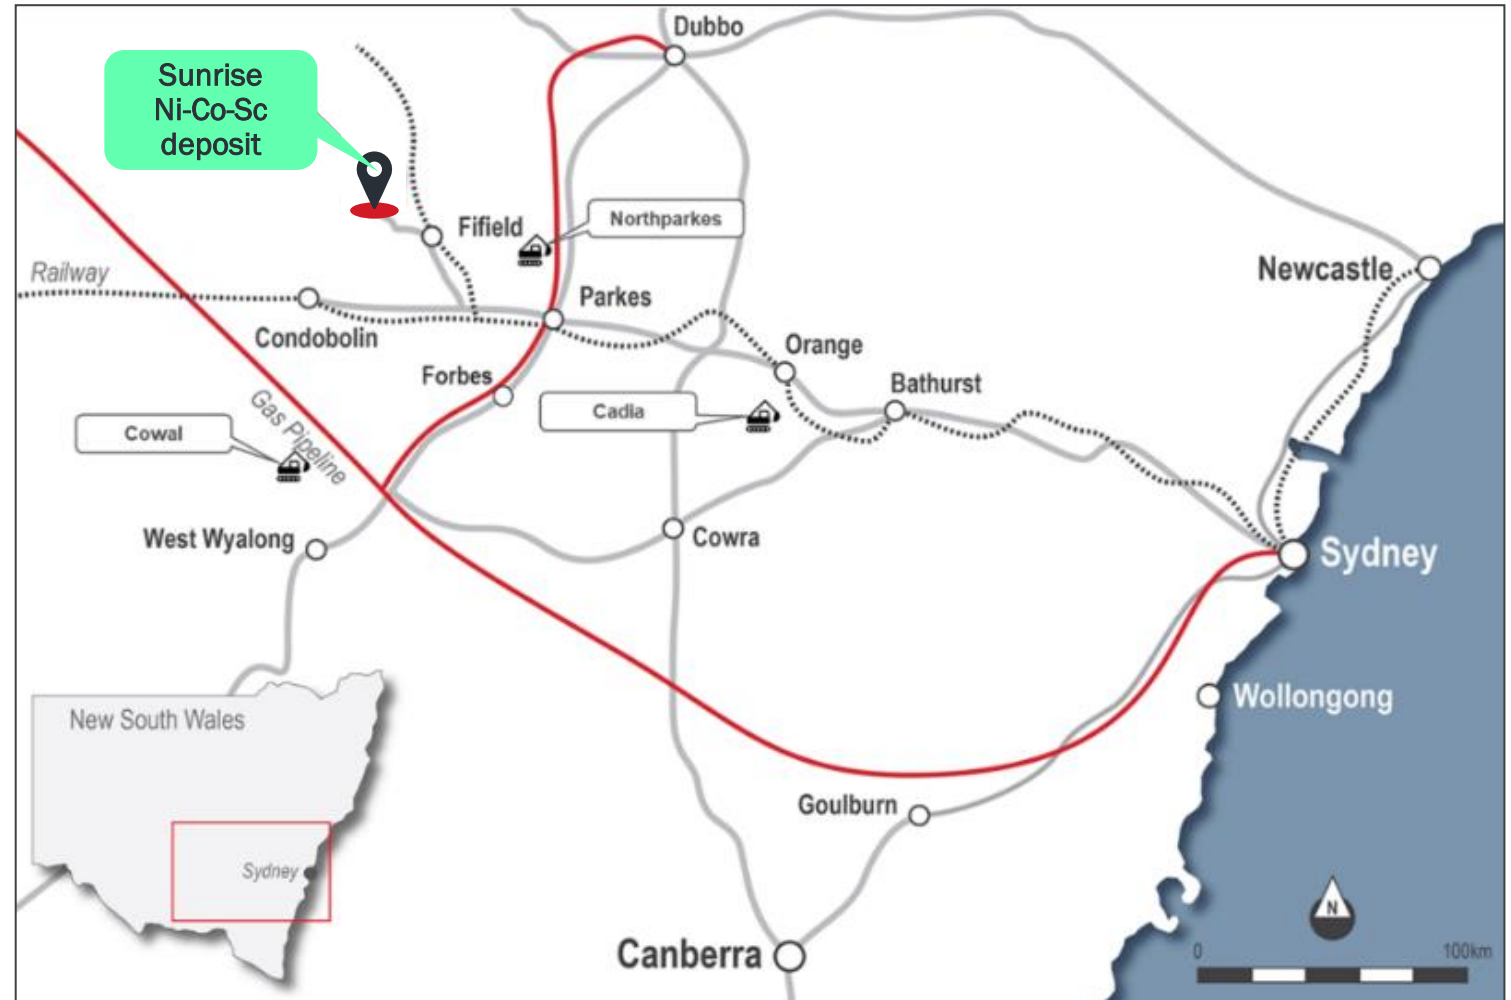 Dubbo
Sunrise
Ni-Co-Sc
deposit
Fifield
Northparkes
Newcastle
Railway
Parkes
Condobolin
Orange
Forbes
Bathurst
Gas Pipeline
Cadia
Cowal
West Wyalong
Cowra
Sydney
Wollongong
New South Wales
Goulburn
Sydney
N
Canberra
0
100km